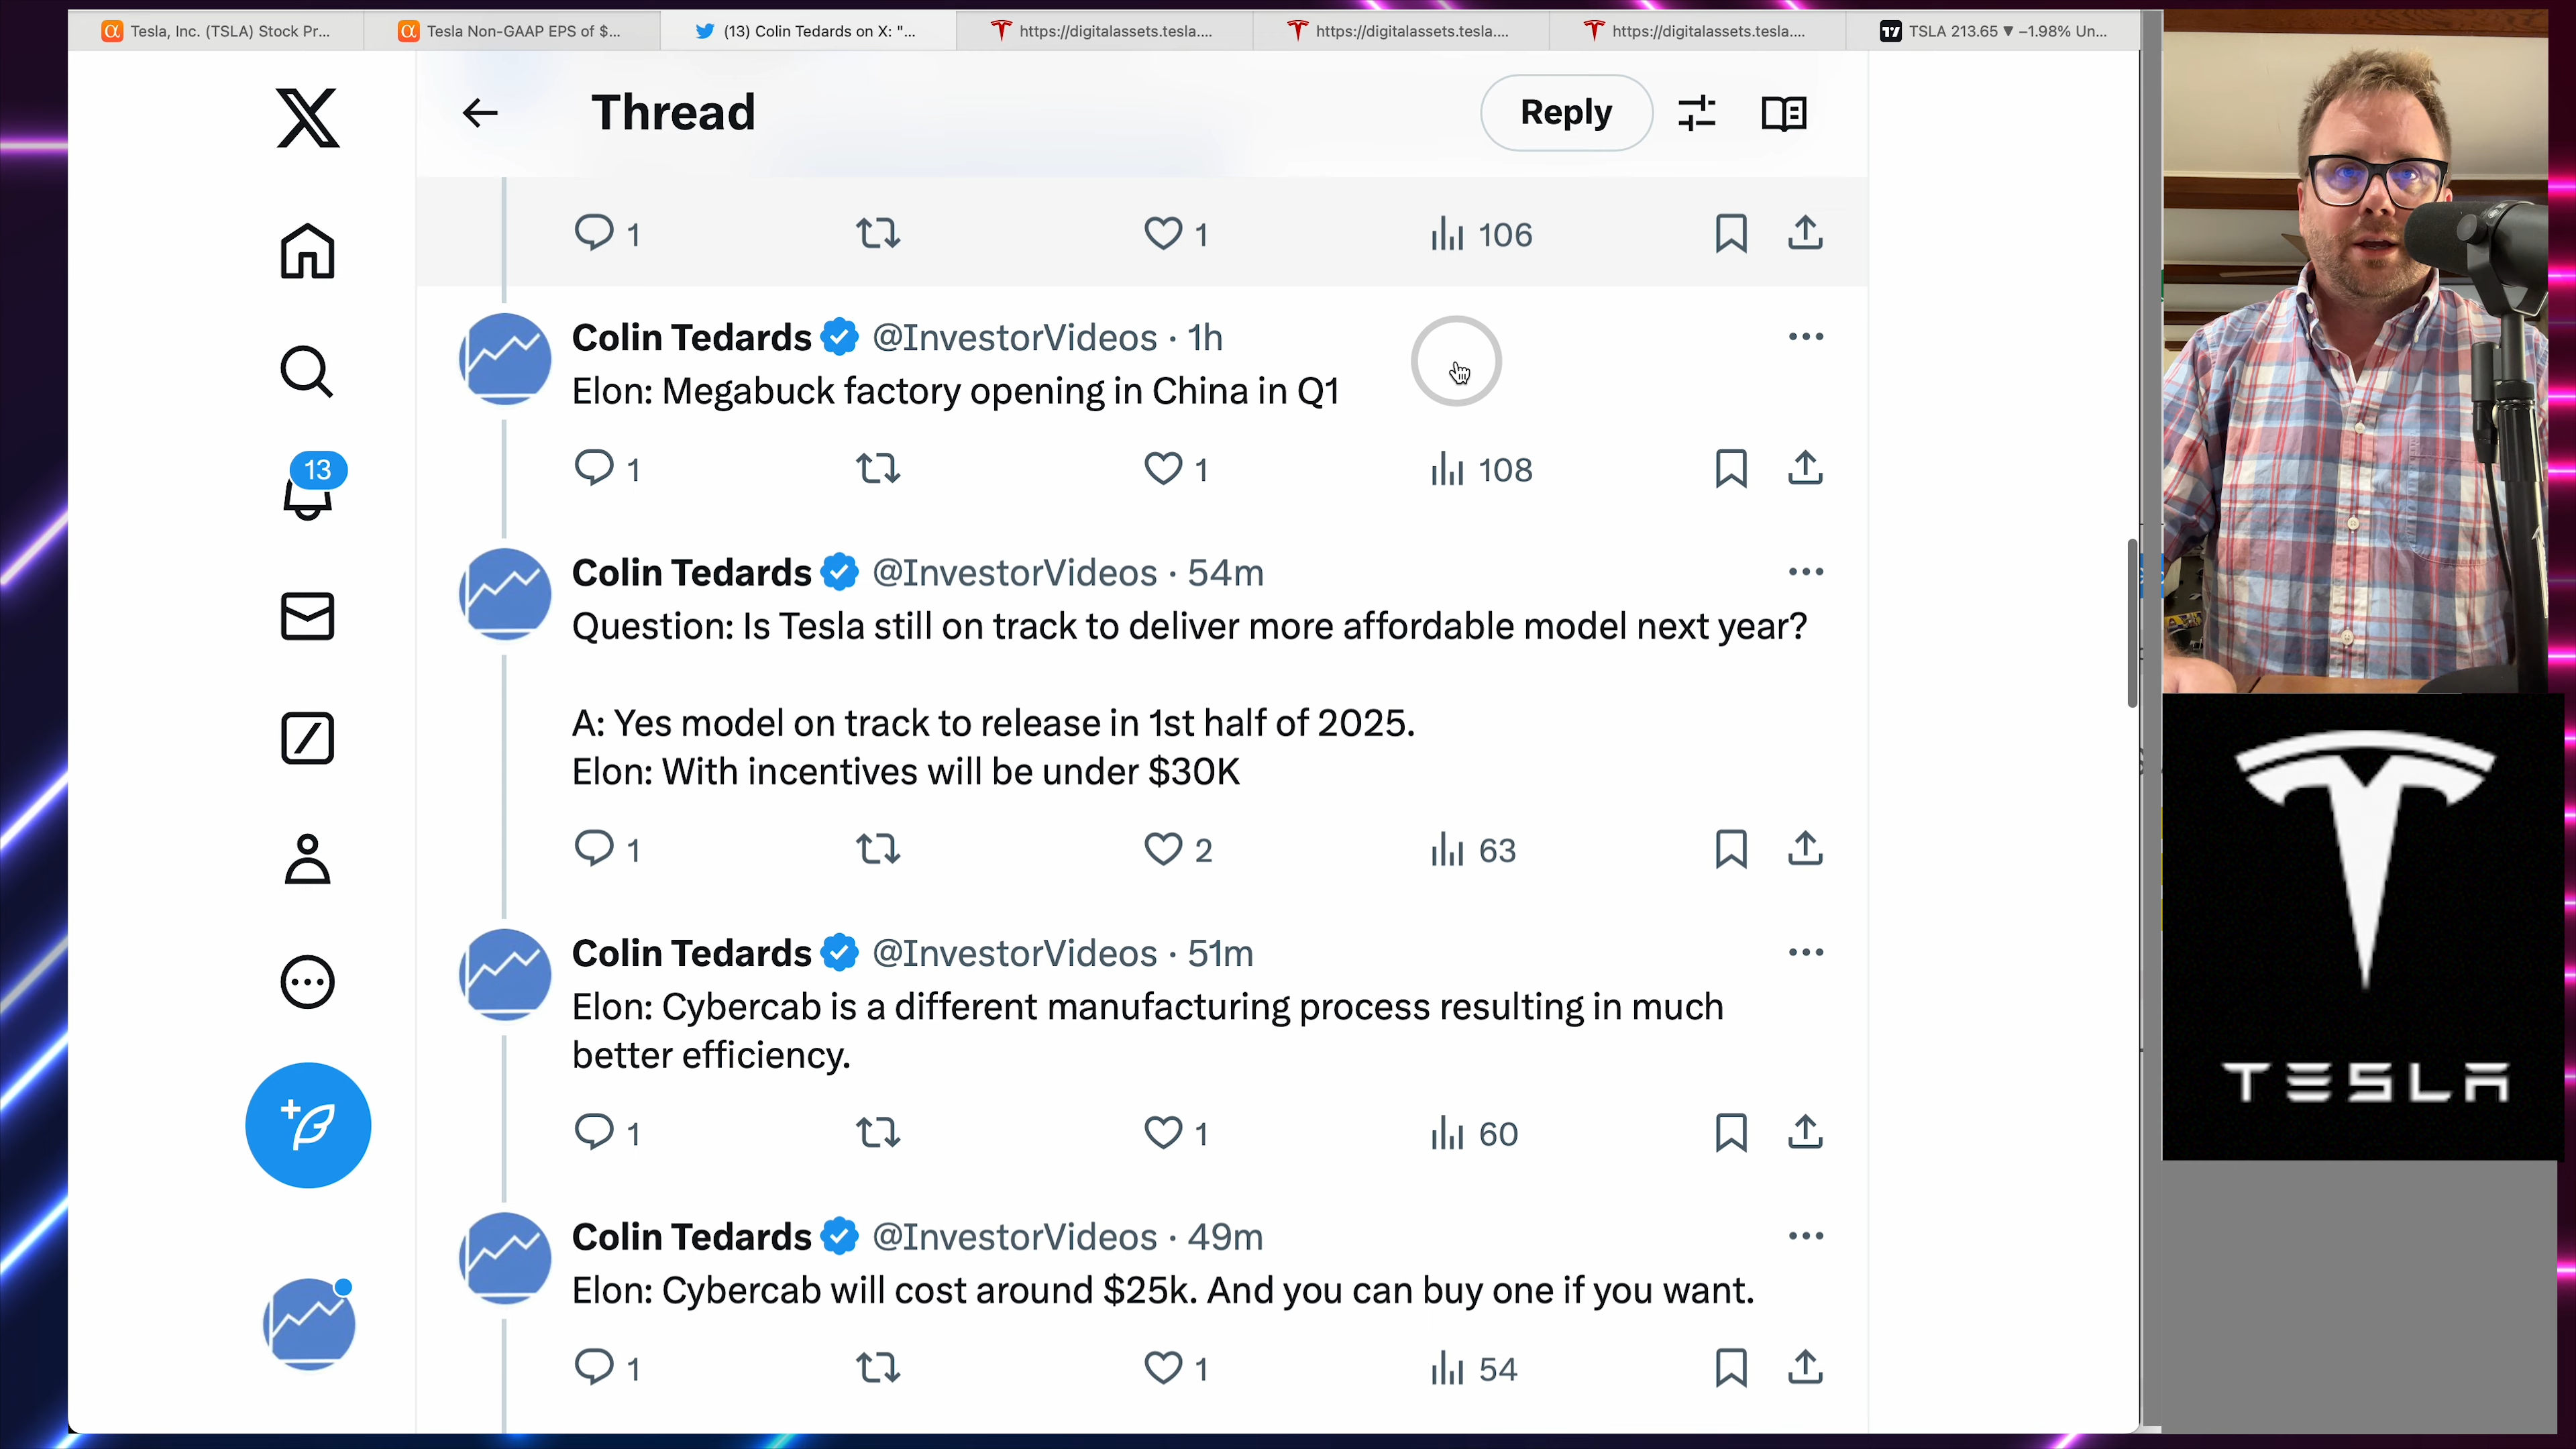 Tesla, Inc. (TSLA) Stock Pr...
Tesla Non-GAAP EPS of $...
(13) Colin Tedards on X: "...
https://digitalassets.tesla....
https://digitalassets.tesla....
https://digitalassets.tesla....
TSLA 213.65 ▼ −1.98% Un...
Thread
Reply
1 1 106
Colin Tedards @InvestorVideos · 1h
Elon: Megabuck factory opening in China in Q1
1 1 108
13
Colin Tedards @InvestorVideos · 54m
Question: Is Tesla still on track to deliver more affordable model next year?
A: Yes model on track to release in 1st half of 2025.
Elon: With incentives will be under $30K
1 2 63
Colin Tedards @InvestorVideos · 51m
Elon: Cybercab is a different manufacturing process resulting in much
better efficiency.
1 1 60
Colin Tedards @InvestorVideos · 49m
Elon: Cybercab will cost around $25k. And you can buy one if you want.
1 1 54
TESLA